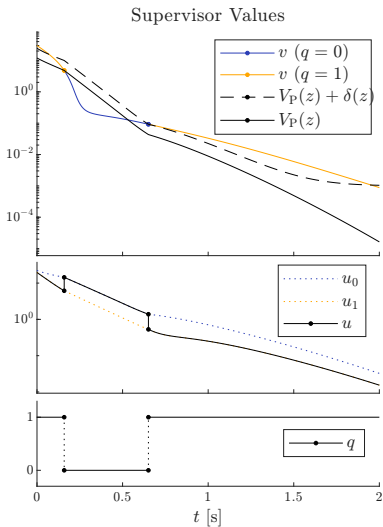 Supervisor Values
v (q = 0)
v (q = 1)
V_P(z) + δ(z)
V_P(z)
10^0
10^-2
10^-4
u_0
u_1
u
10^0
q
1
0
0 0.5 1 1.5 2
t [s]